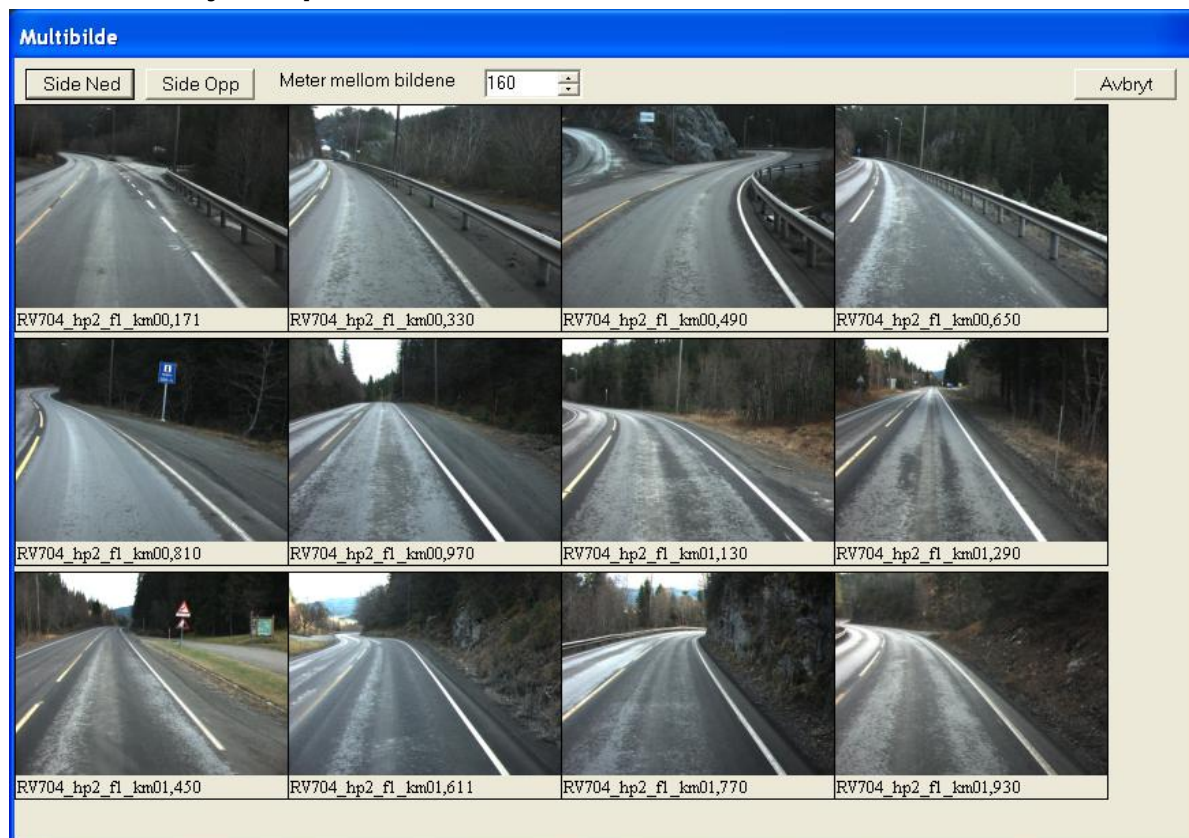 Multibilde
Side Ned Side Opp Meter mellom bildene 160 Avbryt
RV704_hp2_f1_km00,171 RV704_hp2_f1_km00,330 RV704_hp2_f1_km00,490 RV704_hp2_f1_km00,650
RV704_hp2_f1_km00,810 RV704_hp2_f1_km00,970 RV704_hp2_f1_km01,130 RV704_hp2_f1_km01,290
RV704_hp2_f1_km01,450 RV704_hp2_f1_km01,611 RV704_hp2_f1_km01,770 RV704_hp2_f1_km01,930